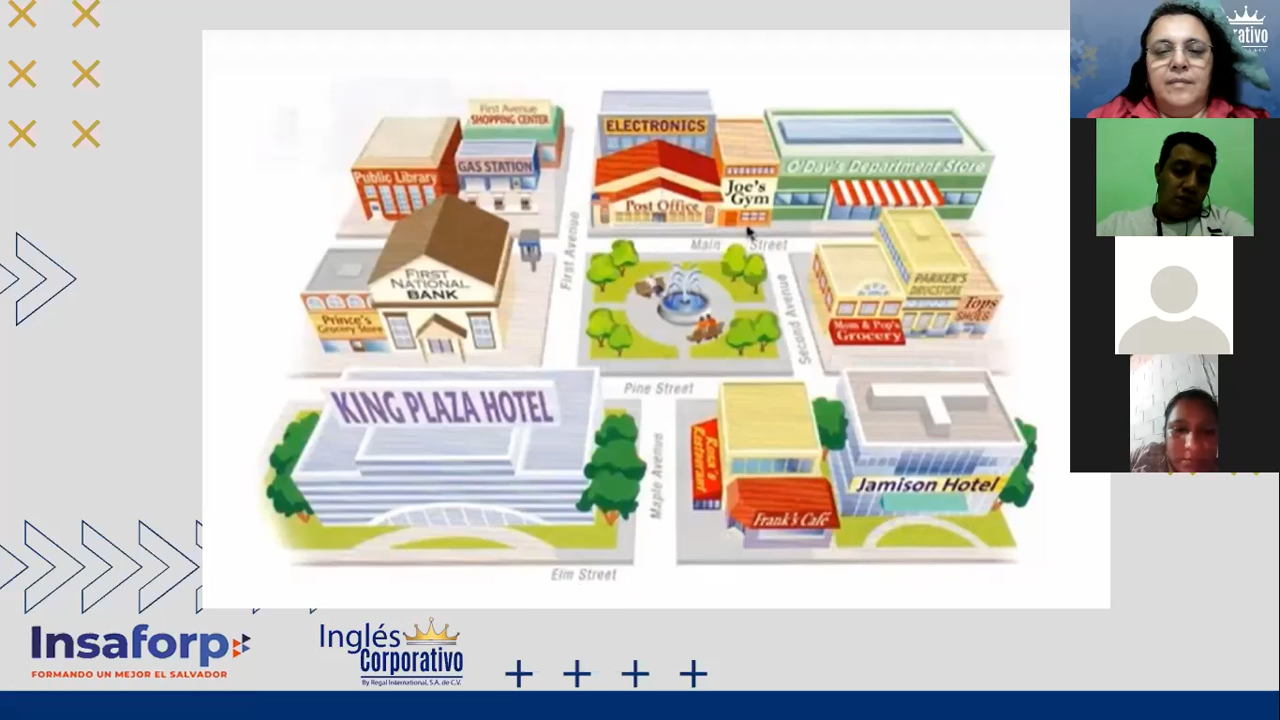 rativo
First Avenue
SHOPPING CENTER
ELECTRONICS
GAS STATION
O'Day's Department Store
Public Library
Post Office
Joe's
Gym
First Avenue
Main Street
FIRST
NATIONAL
BANK
Prince's
Grocery Store
Second Avenue
PARKER'S
DRUGSTORE
Tops
SHOES
Mom & Pop's
Grocery
Pine Street
KING PLAZA HOTEL
Maple Avenue
Restaurant
Jamison Hotel
Frank's Café
Elm Street
Insaforp
FORMANDO UN MEJOR EL SALVADOR
Inglés
Corporativo
By Regal International, S.A. de C.V.